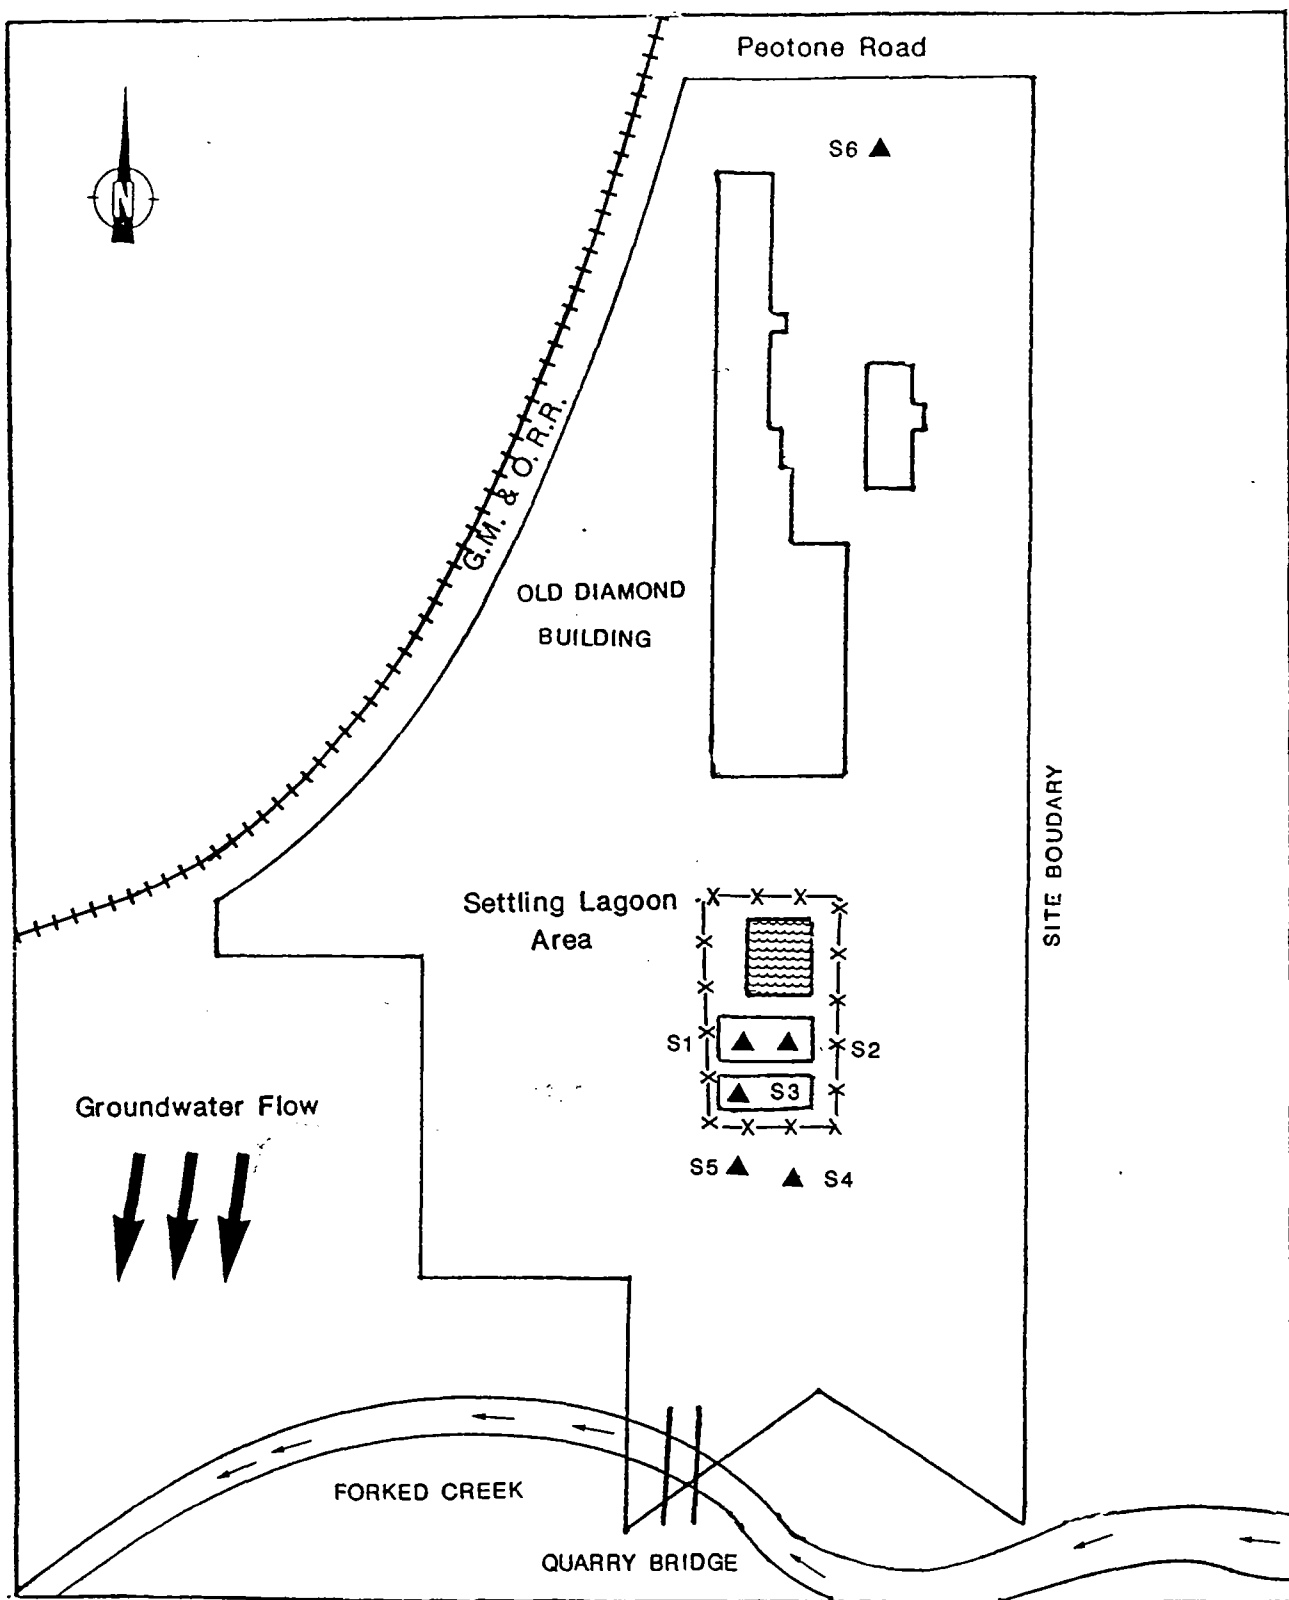 Peotone Road
S6
N
G.M. & O. R.R.
OLD DIAMOND
BUILDING
SITE BOUDARY
Settling Lagoon
Area
S1
S2
S3
Groundwater Flow
S5
S4
FORKED CREEK
QUARRY BRIDGE